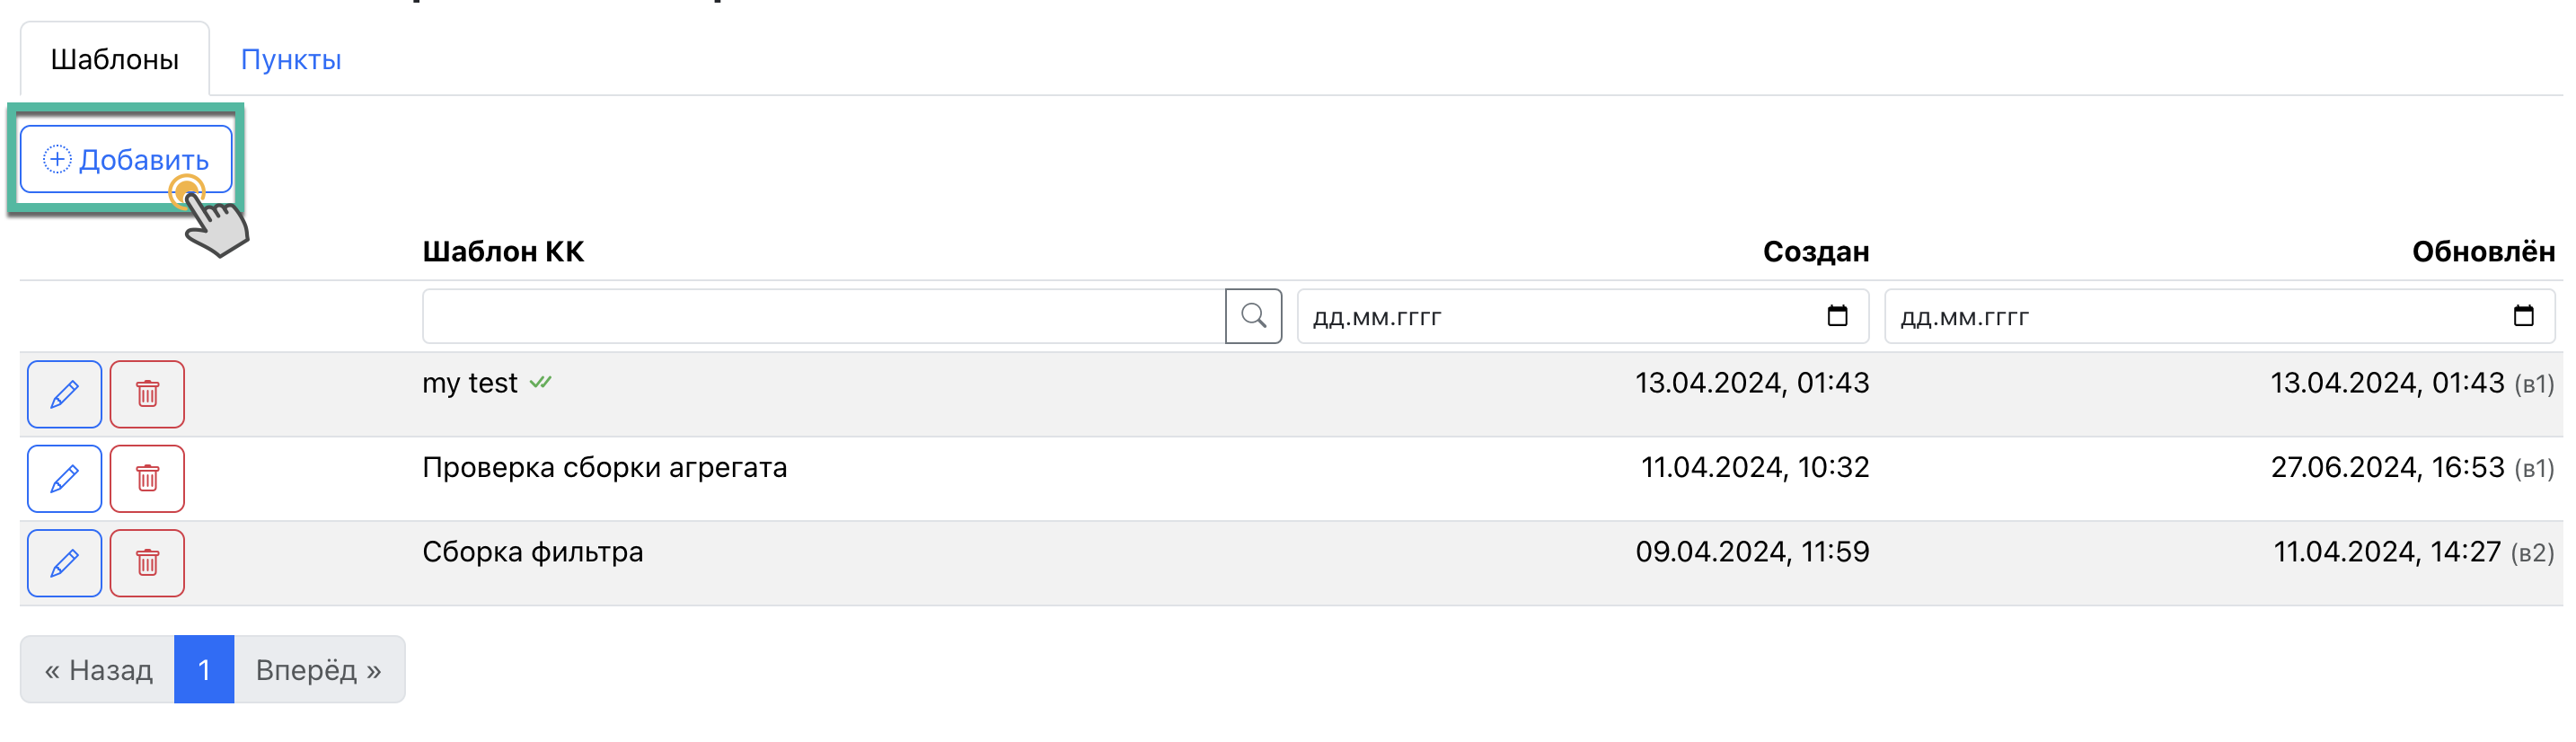 Шаблоны Пункты
Добавить
Шаблон КК Создан Обновлён
дд.мм.гггг дд.мм.гггг
my test 13.04.2024, 01:43 13.04.2024, 01:43 (в1)
Проверка сборки агрегата 11.04.2024, 10:32 27.06.2024, 16:53 (в1)
Сборка фильтра 09.04.2024, 11:59 11.04.2024, 14:27 (в2)
« Назад 1 Вперёд »